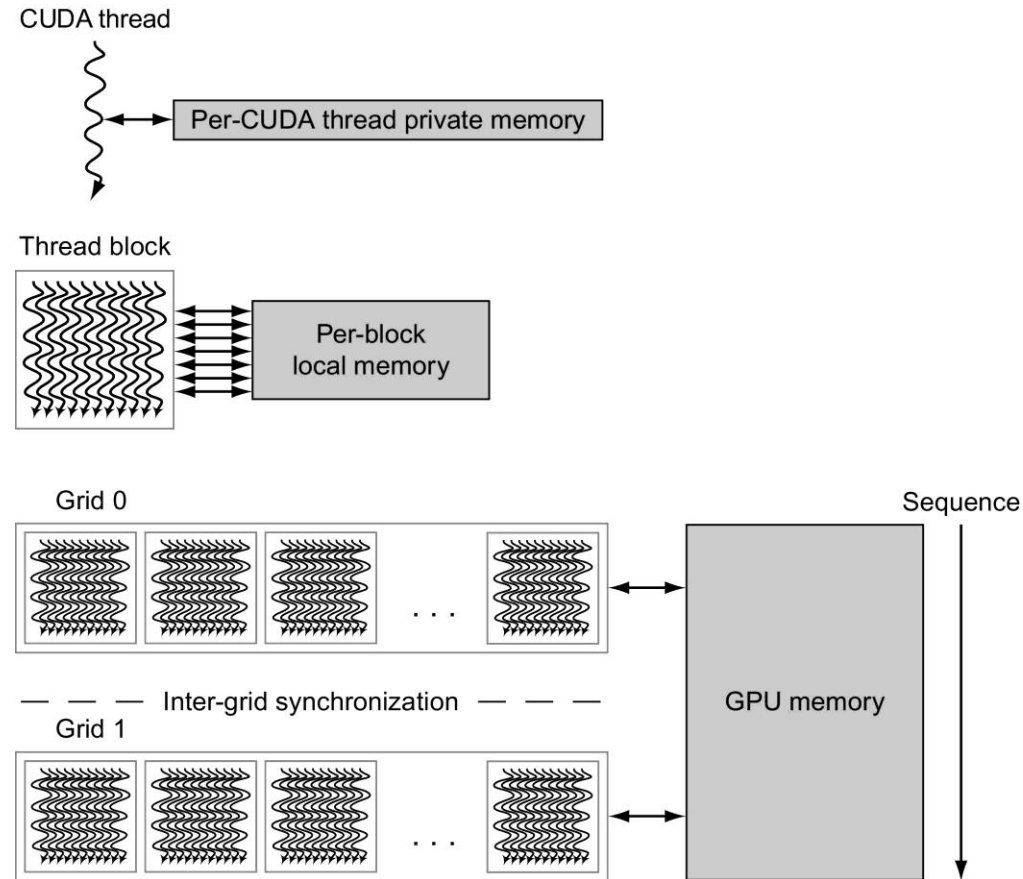 CUDA thread
Per-CUDA thread private memory
Thread block
Per-block
local memory
Grid 0
Sequence
. . .
Inter-grid synchronization
GPU memory
Grid 1
. . .